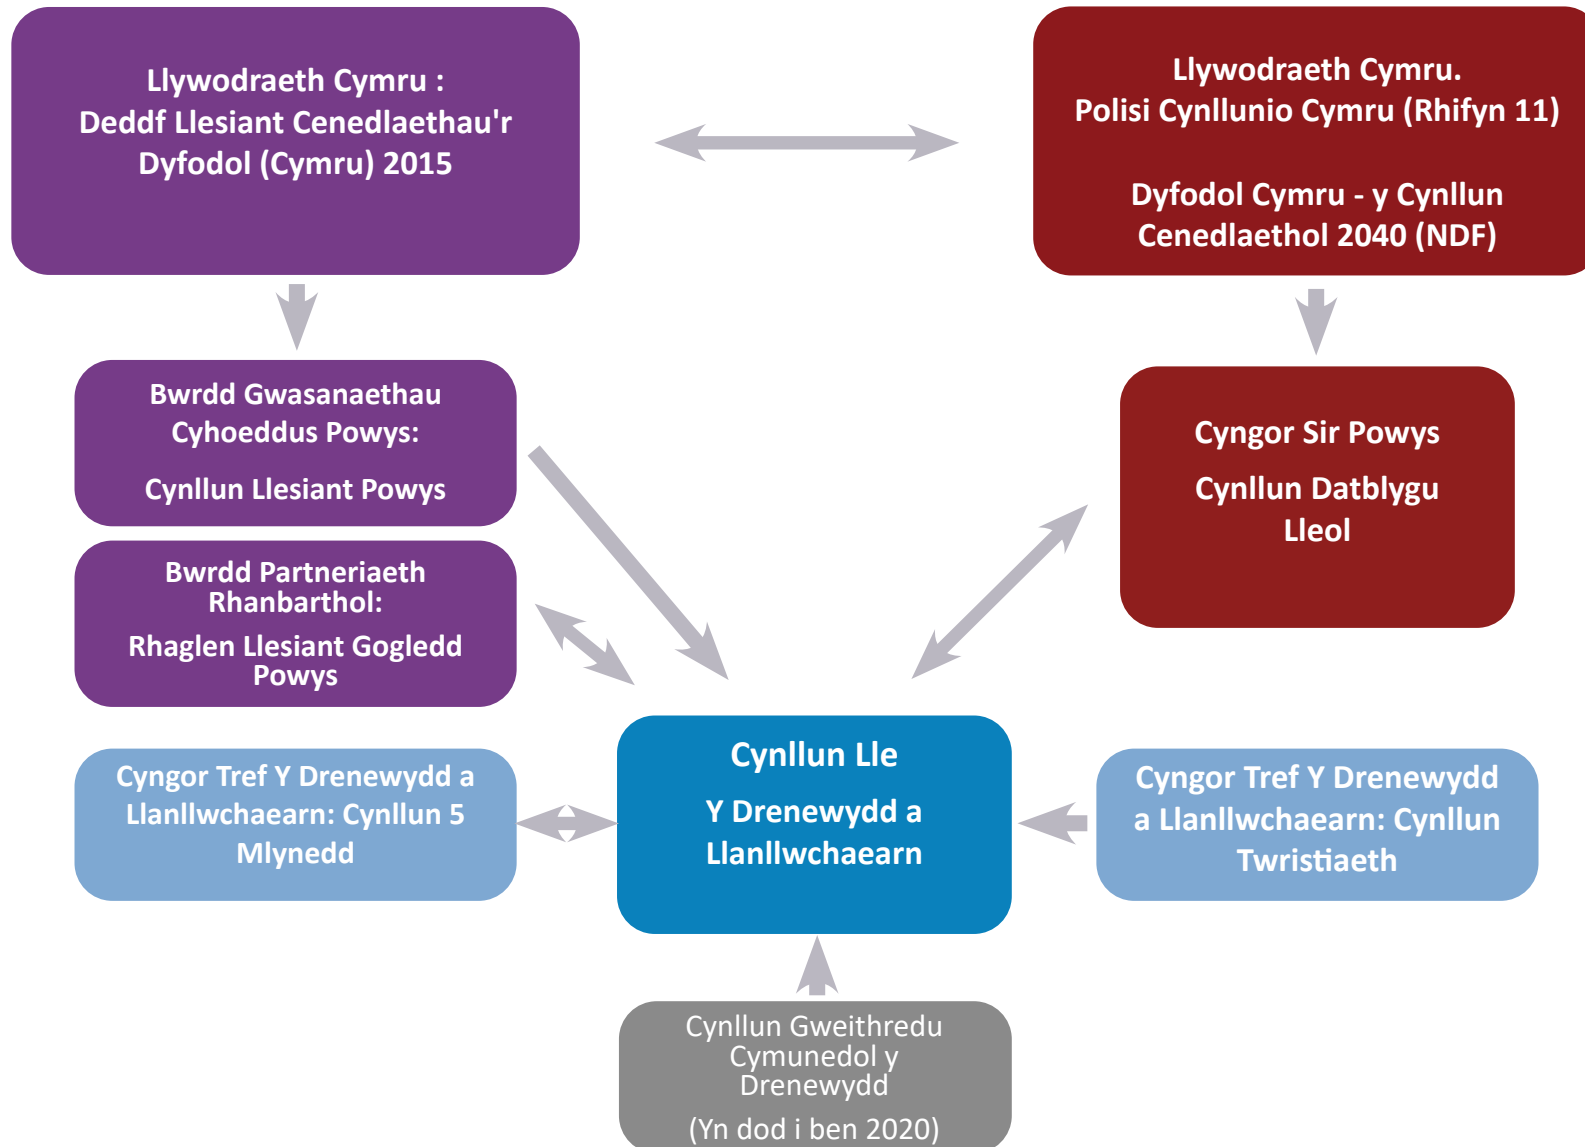 Llywodraeth Cymru :
Deddf Llesiant Cenedlaethau'r
Dyfodol (Cymru) 2015
Llywodraeth Cymru.
Polisi Cynllunio Cymru (Rhifyn 11)
Dyfodol Cymru - y Cynllun
Cenedlaethol 2040 (NDF)
Bwrdd Gwasanaethau
Cyhoeddus Powys:
Cynllun Llesiant Powys
Cyngor Sir Powys
Cynllun Datblygu
Lleol
Bwrdd Partneriaeth
Rhanbarthol:
Rhaglen Llesiant Gogledd
Powys
Cyngor Tref Y Drenewydd a
Llanllwchaearn: Cynllun 5
Mlynedd
Cynllun Lle
Y Drenewydd a
Llanllwchaearn
Cyngor Tref Y Drenewydd
a Llanllwchaearn: Cynllun
Twristiaeth
Cynllun Gweithredu
Cymunedol y
Drenewydd
(Yn dod i ben 2020)